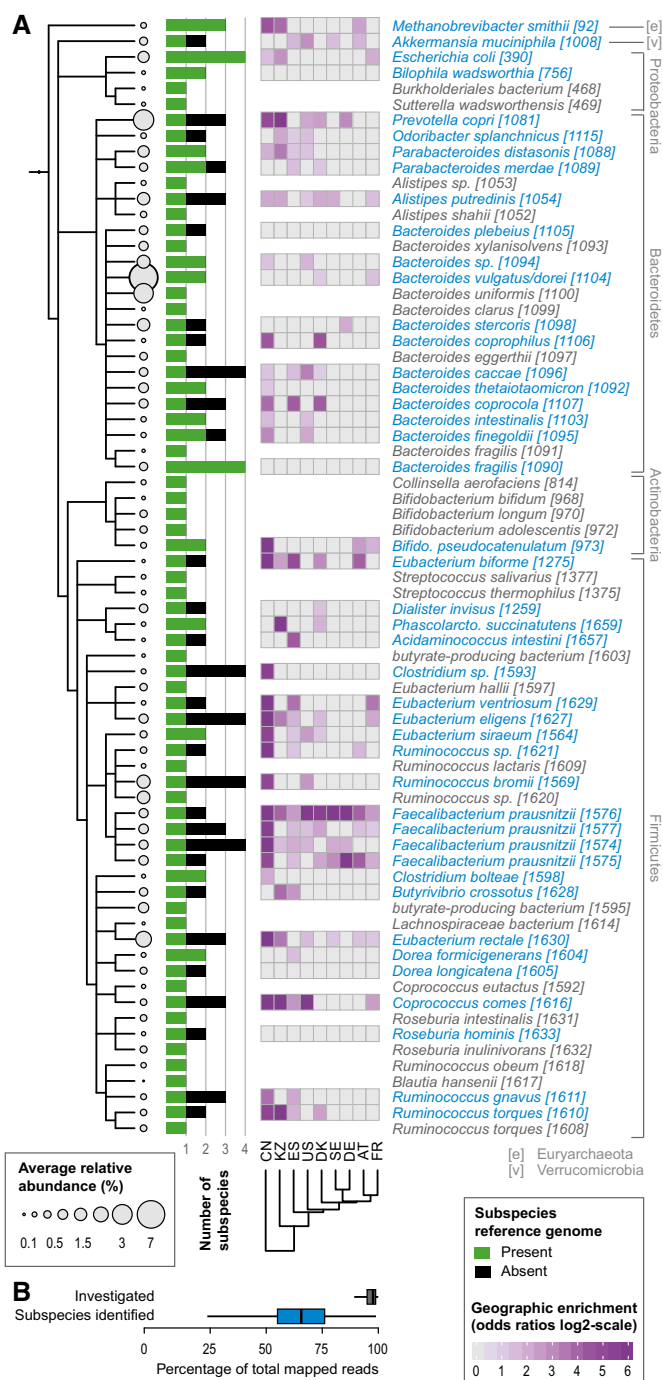 A
Methanobrevibacter smithii [92]
[e]
Akkermansia muciniphila [1008]
[v]
Escherichia coli [390]
Bilophila wadsworthia [756]
Burkholderiales bacterium [468]
Sutterella wadsworthensis [469]
Proteobacteria
Prevotella copri [1081]
Odoribacter splanchnicus [1115]
Parabacteroides distasonis [1088]
Parabacteroides merdae [1089]
Alistipes sp. [1053]
Alistipes putredinis [1054]
Alistipes shahii [1052]
Bacteroides plebeius [1105]
Bacteroides xylanisolvens [1093]
Bacteroides sp. [1094]
Bacteroides vulgatus/dorei [1104]
Bacteroides uniformis [1100]
Bacteroides clarus [1099]
Bacteroides stercoris [1098]
Bacteroides coprophilus [1106]
Bacteroides eggerthii [1097]
Bacteroides caccae [1096]
Bacteroides thetaiotaomicron [1092]
Bacteroides coprocola [1107]
Bacteroides intestinalis [1103]
Bacteroides finegoldii [1095]
Bacteroides fragilis [1091]
Bacteroides fragilis [1090]
Bacteroidetes
Collinsella aerofaciens [814]
Bifidobacterium bifidum [968]
Bifidobacterium longum [970]
Bifidobacterium adolescentis [972]
Bifido. pseudocatenulatum [973]
Actinobacteria
Eubacterium biforme [1275]
Streptococcus salivarius [1377]
Streptococcus thermophilus [1375]
Dialister invisus [1259]
Phascolarcto. succinatutens [1659]
Acidaminococcus intestini [1657]
butyrate-producing bacterium [1603]
Clostridium sp. [1593]
Eubacterium hallii [1597]
Eubacterium ventriosum [1629]
Eubacterium eligens [1627]
Eubacterium siraeum [1564]
Ruminococcus sp. [1621]
Ruminococcus lactaris [1609]
Ruminococcus bromii [1569]
Ruminococcus sp. [1620]
Faecalibacterium prausnitzii [1576]
Faecalibacterium prausnitzii [1577]
Faecalibacterium prausnitzii [1574]
Faecalibacterium prausnitzii [1575]
Clostridium bolteae [1598]
Butyrivibrio crossotus [1628]
butyrate-producing bacterium [1595]
Lachnospiraceae bacterium [1614]
Eubacterium rectale [1630]
Dorea formicigenerans [1604]
Dorea longicatena [1605]
Coprococcus eutactus [1592]
Coprococcus comes [1616]
Roseburia intestinalis [1631]
Roseburia hominis [1633]
Roseburia inulinivorans [1632]
Ruminococcus obeum [1618]
Blautia hansenii [1617]
Ruminococcus gnavus [1611]
Ruminococcus torques [1610]
Ruminococcus torques [1608]
Firmicutes
1 2 3 4
CN KZ ES US DK SE DE AT FR
[e] Euryarchaeota
[v] Verrucomicrobia
Average relative
abundance (%)
0.1 0.5 1.5 3 7
Number of
subspecies
Subspecies
reference genome
Present
Absent
Geographic enrichment
(odds ratios log2-scale)
0 1 2 3 4 5 6
B
Investigated
Subspecies identified
0 25 50 75 100
Percentage of total mapped reads